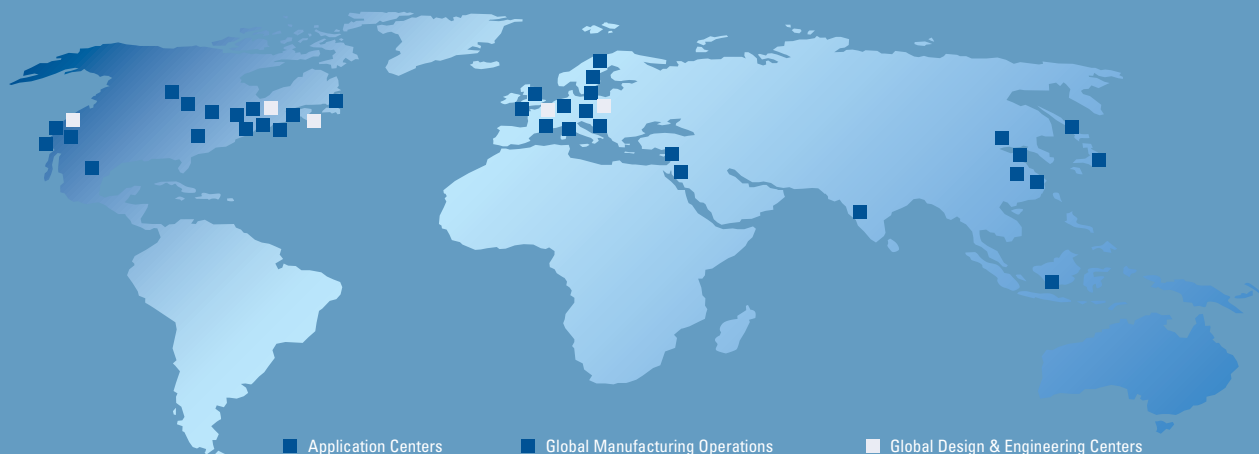 Application Centers
Global Manufacturing Operations
Global Design & Engineering Centers